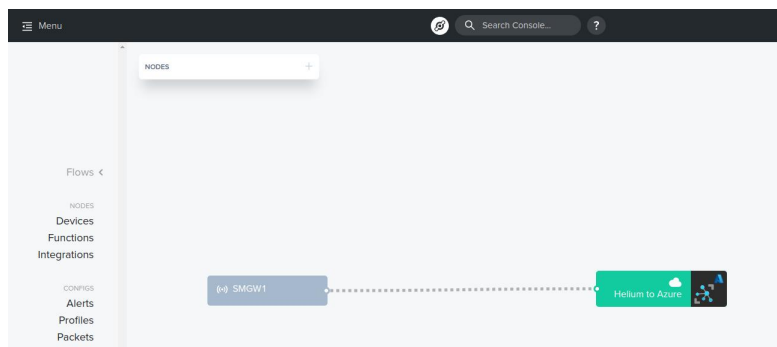 Menu
Search Console...
?
NODES +
Flows <
NODES
Devices
Functions
Integrations
CONFIGS
Alerts
Profiles
Packets
SMGW1
Helium to Azure